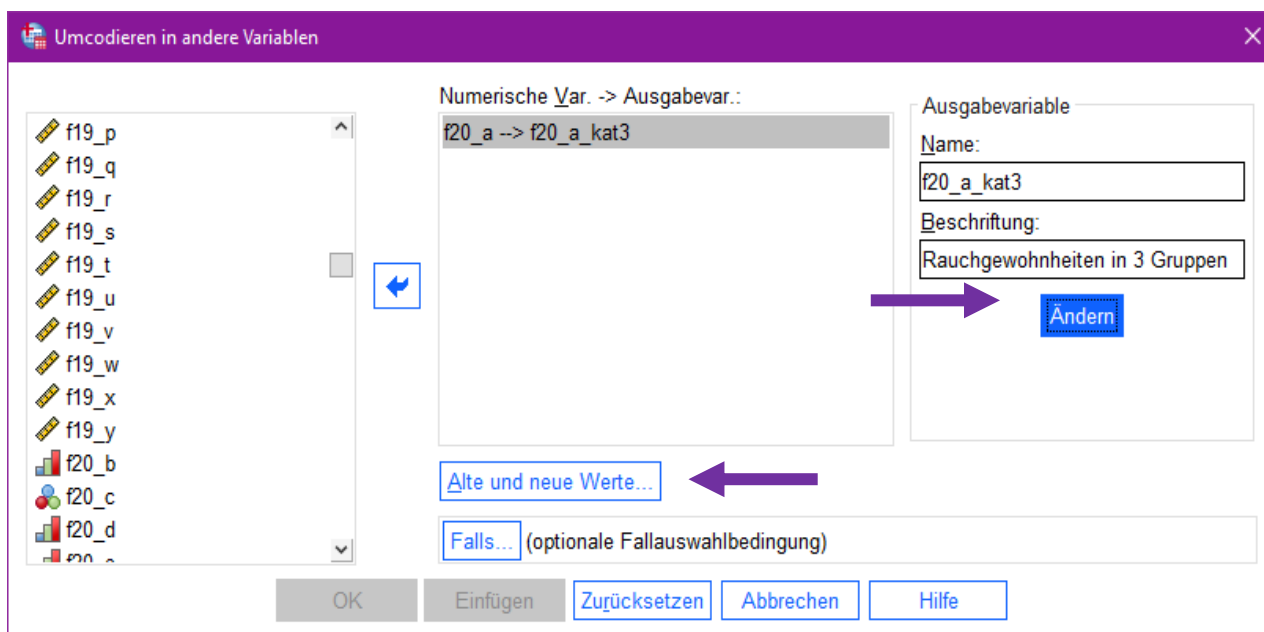 Umcodieren in andere Variablen
f19_p
f19_q
f19_r
f19_s
f19_t
f19_u
f19_v
f19_w
f19_x
f19_y
f20_b
f20_c
f20_d
Numerische Var. -> Ausgabevar.:
f20_a --> f20_a_kat3
Ausgabevariable
Name:
f20_a_kat3
Beschriftung:
Rauchgewohnheiten in 3 Gruppen
Ändern
Alte und neue Werte...
Falls... (optionale Fallauswahlbedingung)
OK Einfügen Zurücksetzen Abbrechen Hilfe